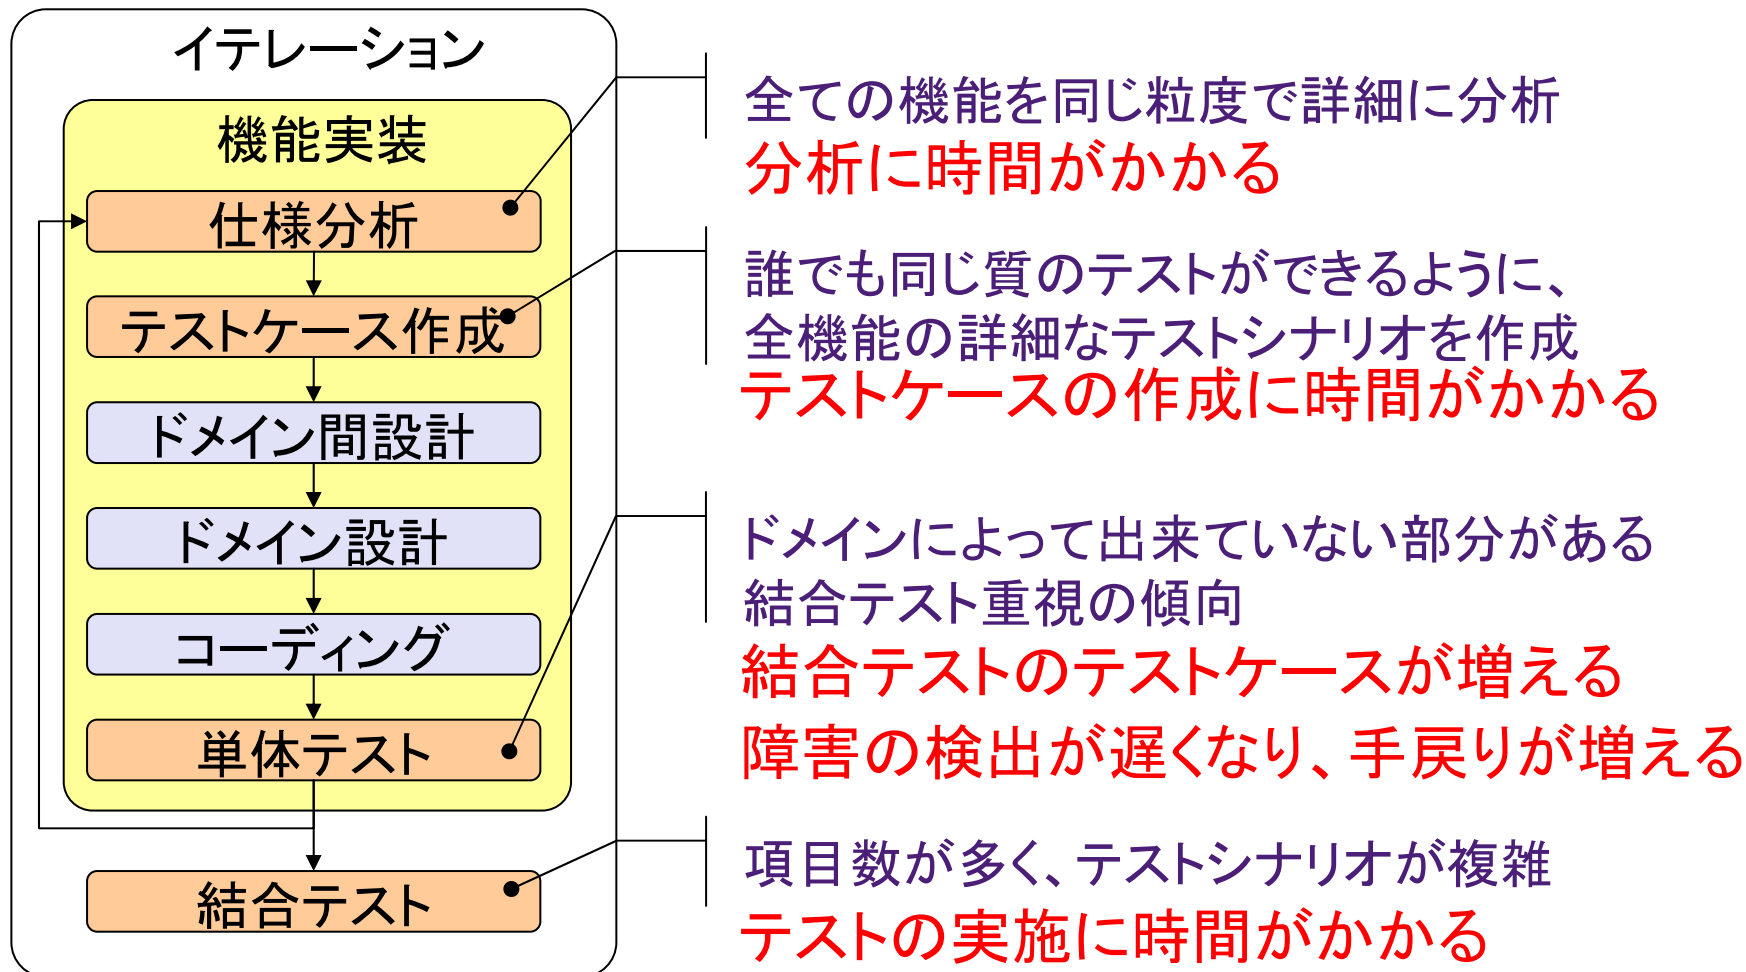 イテレーション
機能実装
仕様分析
テストケース作成
ドメイン間設計
ドメイン設計
コーディング
単体テスト
結合テスト
全ての機能を同じ粒度で詳細に分析
分析に時間がかかる
誰でも同じ質のテストができるように、
全機能の詳細なテストシナリオを作成
テストケースの作成に時間がかかる
ドメインによって出来ていない部分がある
結合テスト重視の傾向
結合テストのテストケースが増える
障害の検出が遅くなり、手戻りが増える
項目数が多く、テストシナリオが複雑
テストの実施に時間がかかる